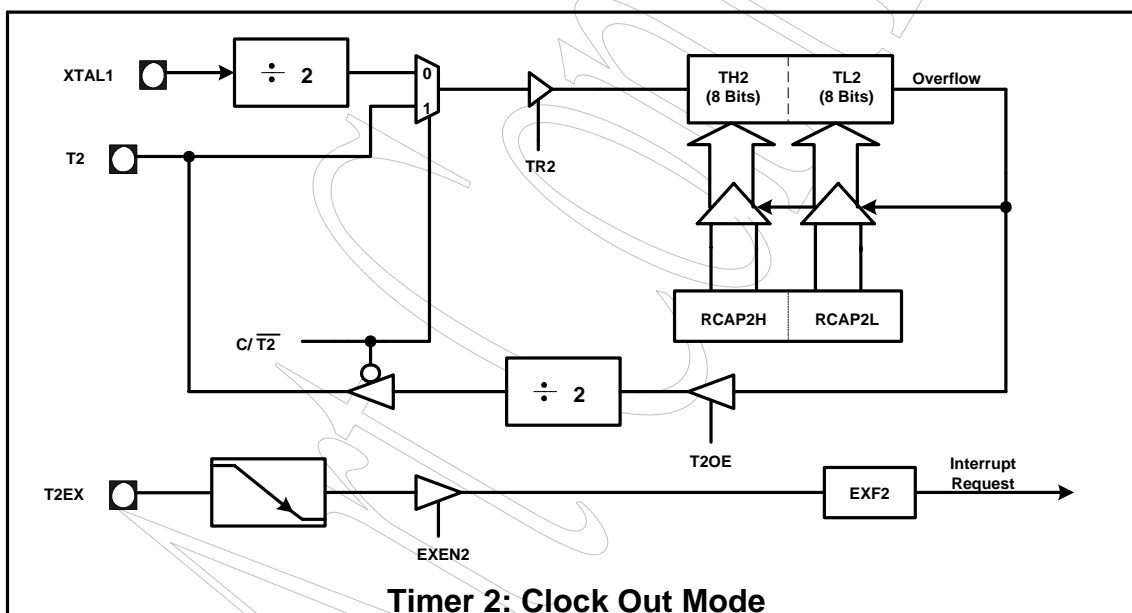 XTAL1
÷ 2
0
1
TH2
(8 Bits)
TL2
(8 Bits)
Overflow
T2
TR2
RCAP2H
RCAP2L
C/ T2
÷ 2
T2OE
T2EX
EXEN2
EXF2
Interrupt
Request
Timer 2: Clock Out Mode